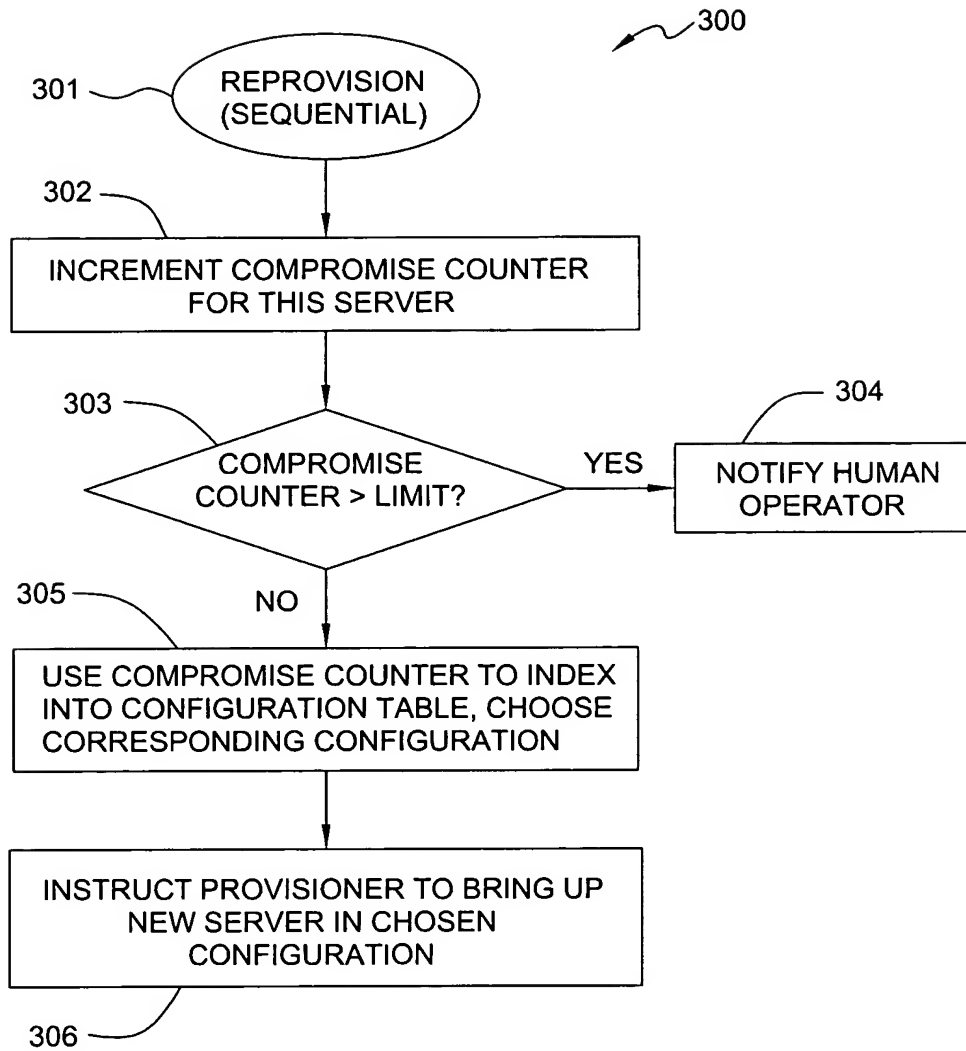 300
301
REPROVISION
(SEQUENTIAL)
302
INCREMENT COMPROMISE COUNTER
FOR THIS SERVER
303
COMPROMISE
COUNTER > LIMIT?
YES
304
NOTIFY HUMAN
OPERATOR
305
NO
USE COMPROMISE COUNTER TO INDEX
INTO CONFIGURATION TABLE, CHOOSE
CORRESPONDING CONFIGURATION
INSTRUCT PROVISIONER TO BRING UP
NEW SERVER IN CHOSEN
CONFIGURATION
306